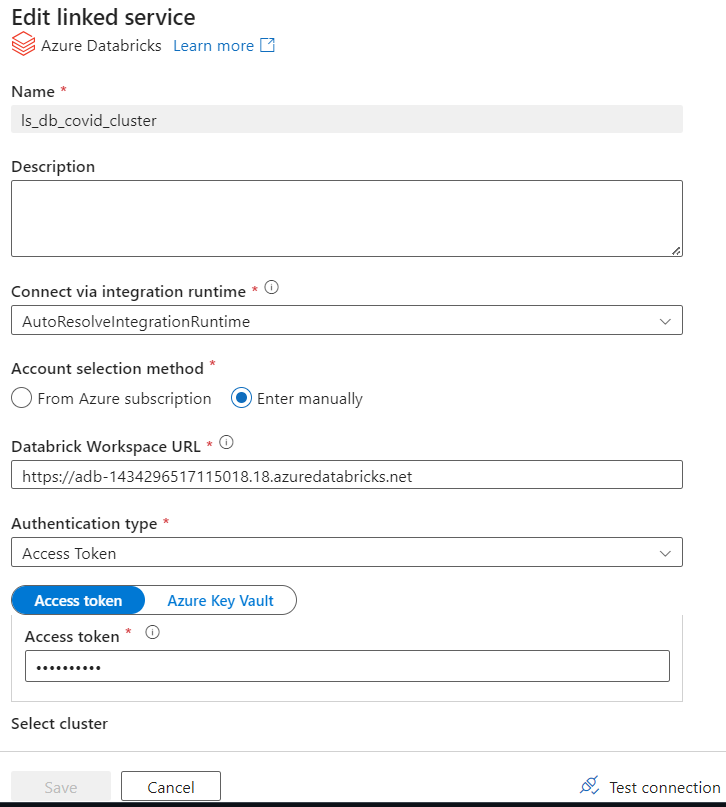 Edit linked service
Azure Databricks Learn more
Name *
ls_db_covid_cluster
Description
Connect via integration runtime *
AutoResolveIntegrationRuntime
Account selection method *
From Azure subscription Enter manually
Databrick Workspace URL *
https://adb-1434296517115018.18.azuredatabricks.net
Authentication type *
Access Token
Access token Azure Key Vault
Access token *
••••••••••
Select cluster
Save Cancel Test connection